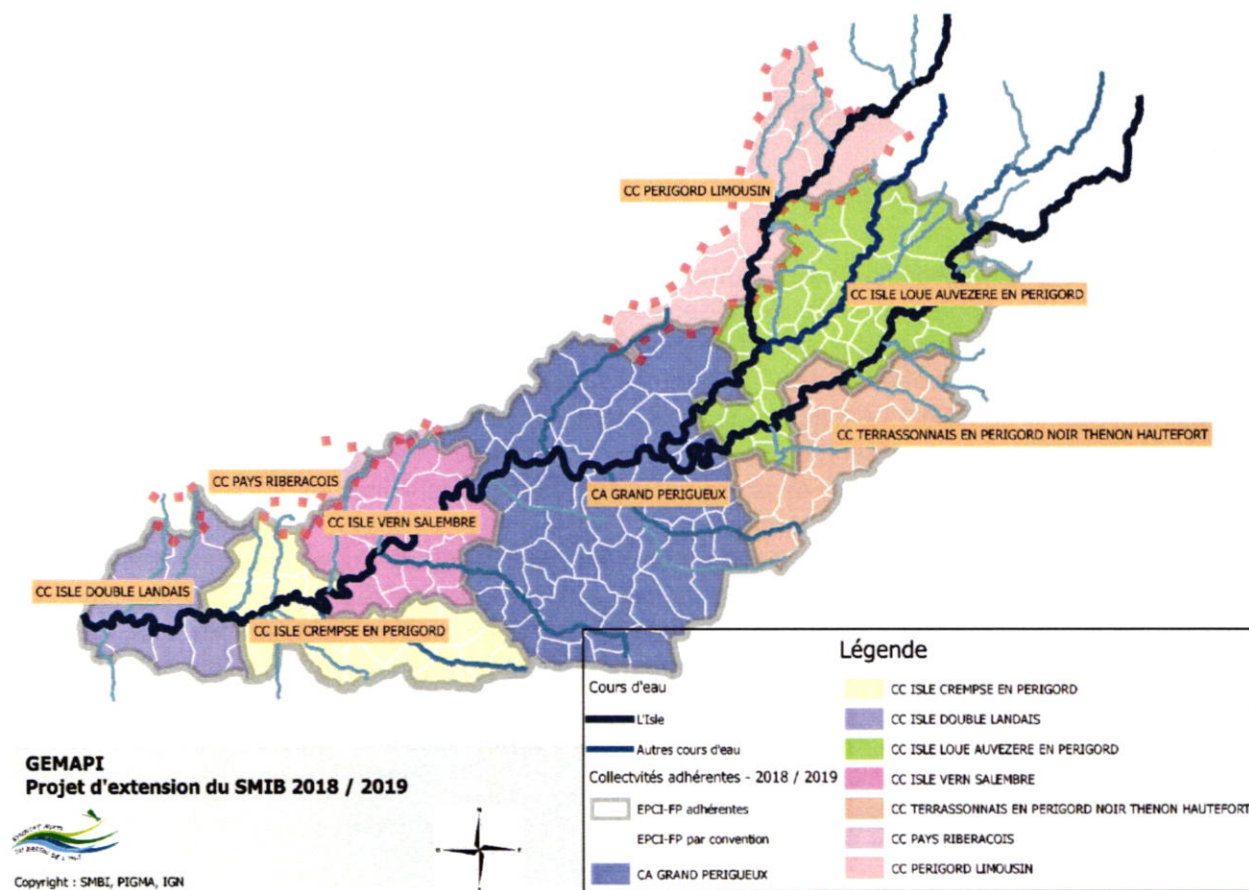 CC PERIGORD LIMOUSIN
CC ISLE LOUE AUVEZERE EN PERIGORD
CC TERRASSONNAIS EN PERIGORD NOIR THENON HAUTEFORT
CC PAYS RIBERACOIS
CA GRAND PERIGUEUX
CC ISLE VERN SALEMBRE
CC ISLE DOUBLE LANDAIS
CC ISLE CREMPSE EN PERIGORD
Légende
Cours d'eau
L'Isle
Autres cours d'eau
Collectvités adhérentes - 2018 / 2019
EPCI-FP adhérentes
EPCI-FP par convention
CA GRAND PERIGUEUX
CC ISLE CREMPSE EN PERIGORD
CC ISLE DOUBLE LANDAIS
CC ISLE LOUE AUVEZERE EN PERIGORD
CC ISLE VERN SALEMBRE
CC TERRASSONNAIS EN PERIGORD NOIR THENON HAUTEFORT
CC PAYS RIBERACOIS
CC PERIGORD LIMOUSIN
GEMAPI
Projet d'extension du SMIB 2018 / 2019
Copyright : SMBI, PIGMA, IGN